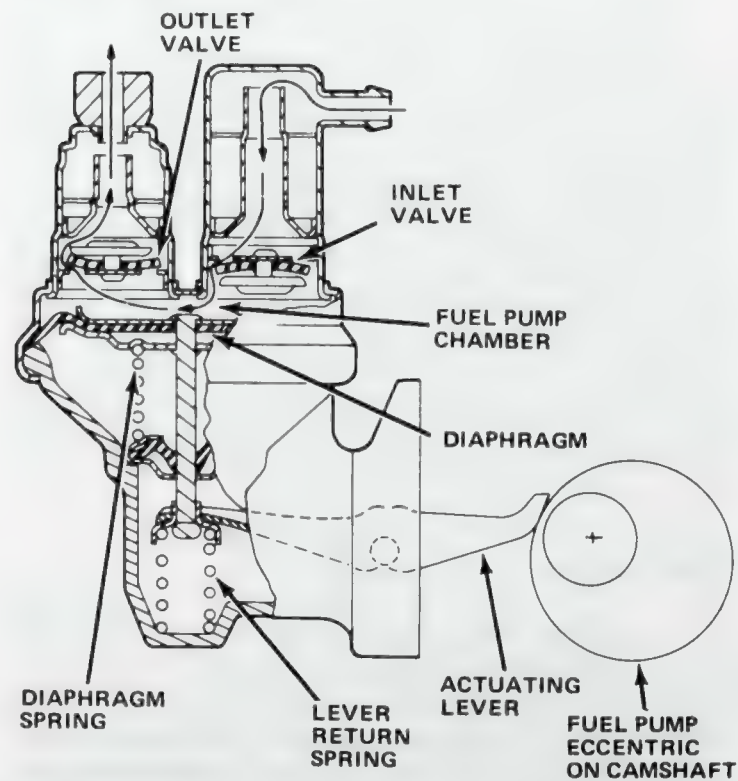 OUTLET
VALVE
INLET
VALVE
FUEL PUMP
CHAMBER
DIAPHRAGM
DIAPHRAGM
SPRING
LEVER
RETURN
SPRING
ACTUATING
LEVER
FUEL PUMP
ECCENTRIC
ON CAMSHAFT